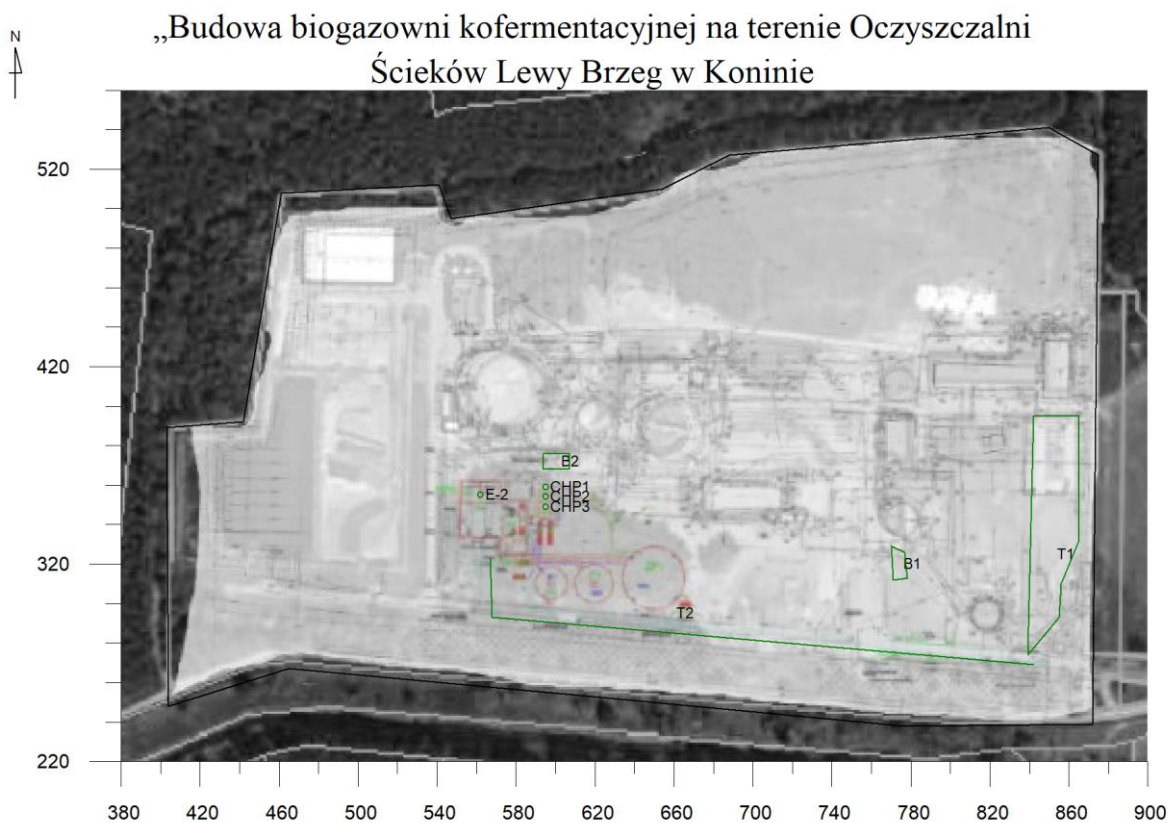 „Budowa biogazowni kofermentacyjnej na terenie Oczyszczalni
Ścieków Lewy Brzeg w Koninie
N
520
420
B2
CHP1
E-2
CHP2
CHP3
320
B1
T1
T2
220
380 420 460 500 540 580 620 660 700 740 780 820 860 900